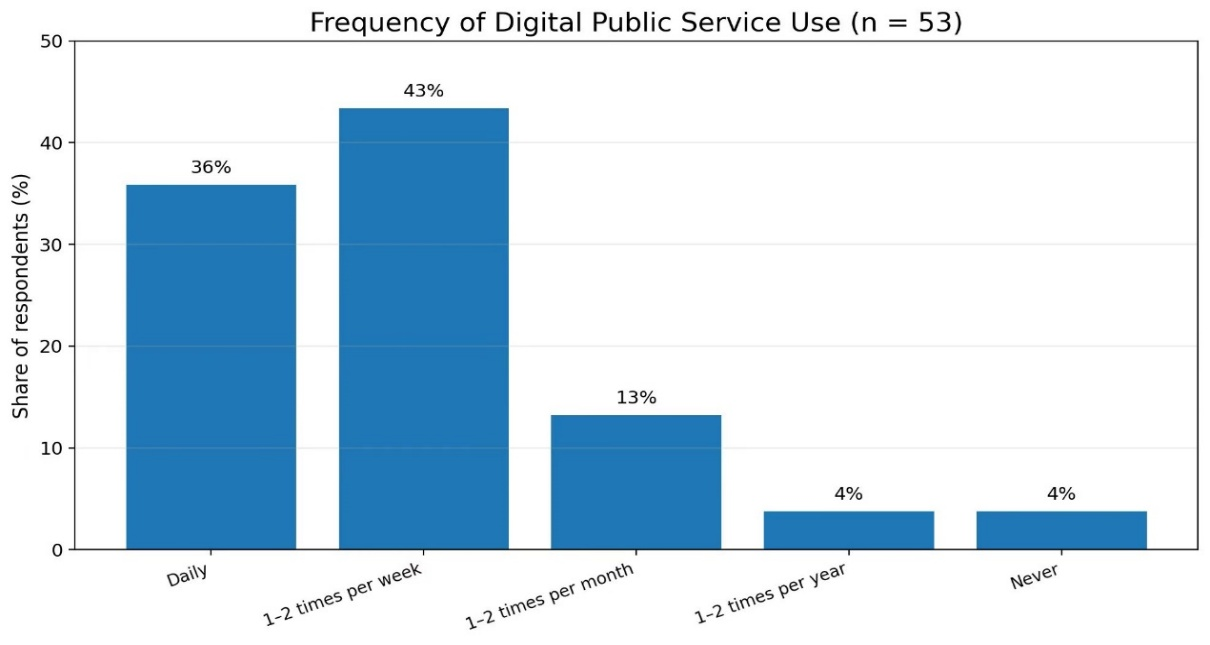 Frequency of Digital Public Service Use (n = 53)
Share of respondents (%)
50
40
30
20
10
0
36%
43%
13%
4%
4%
Daily
1–2 times per week
1–2 times per month
1–2 times per year
Never